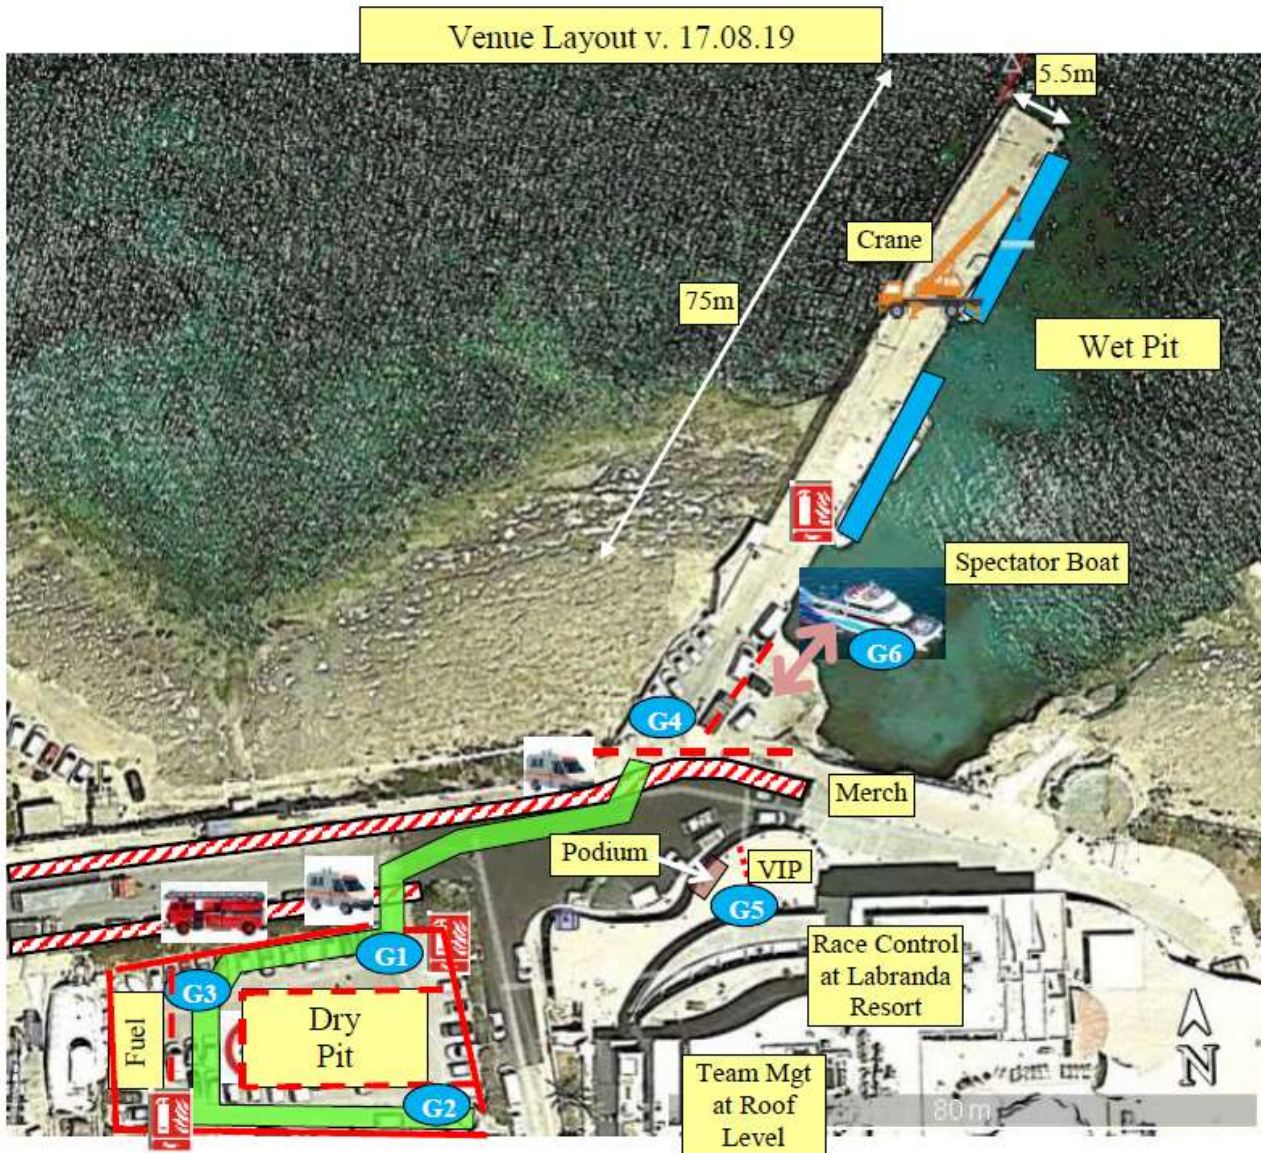 Venue Layout v. 17.08.19
5.5m
Crane
75m
Wet Pit
Spectator Boat
G6
G4
Merch
Podium
VIP
G5
G1
Race Control
at Labranda
Resort
G3
Fuel
Dry
Pit
N
Team Mgt
at Roof
Level
G2
80 m